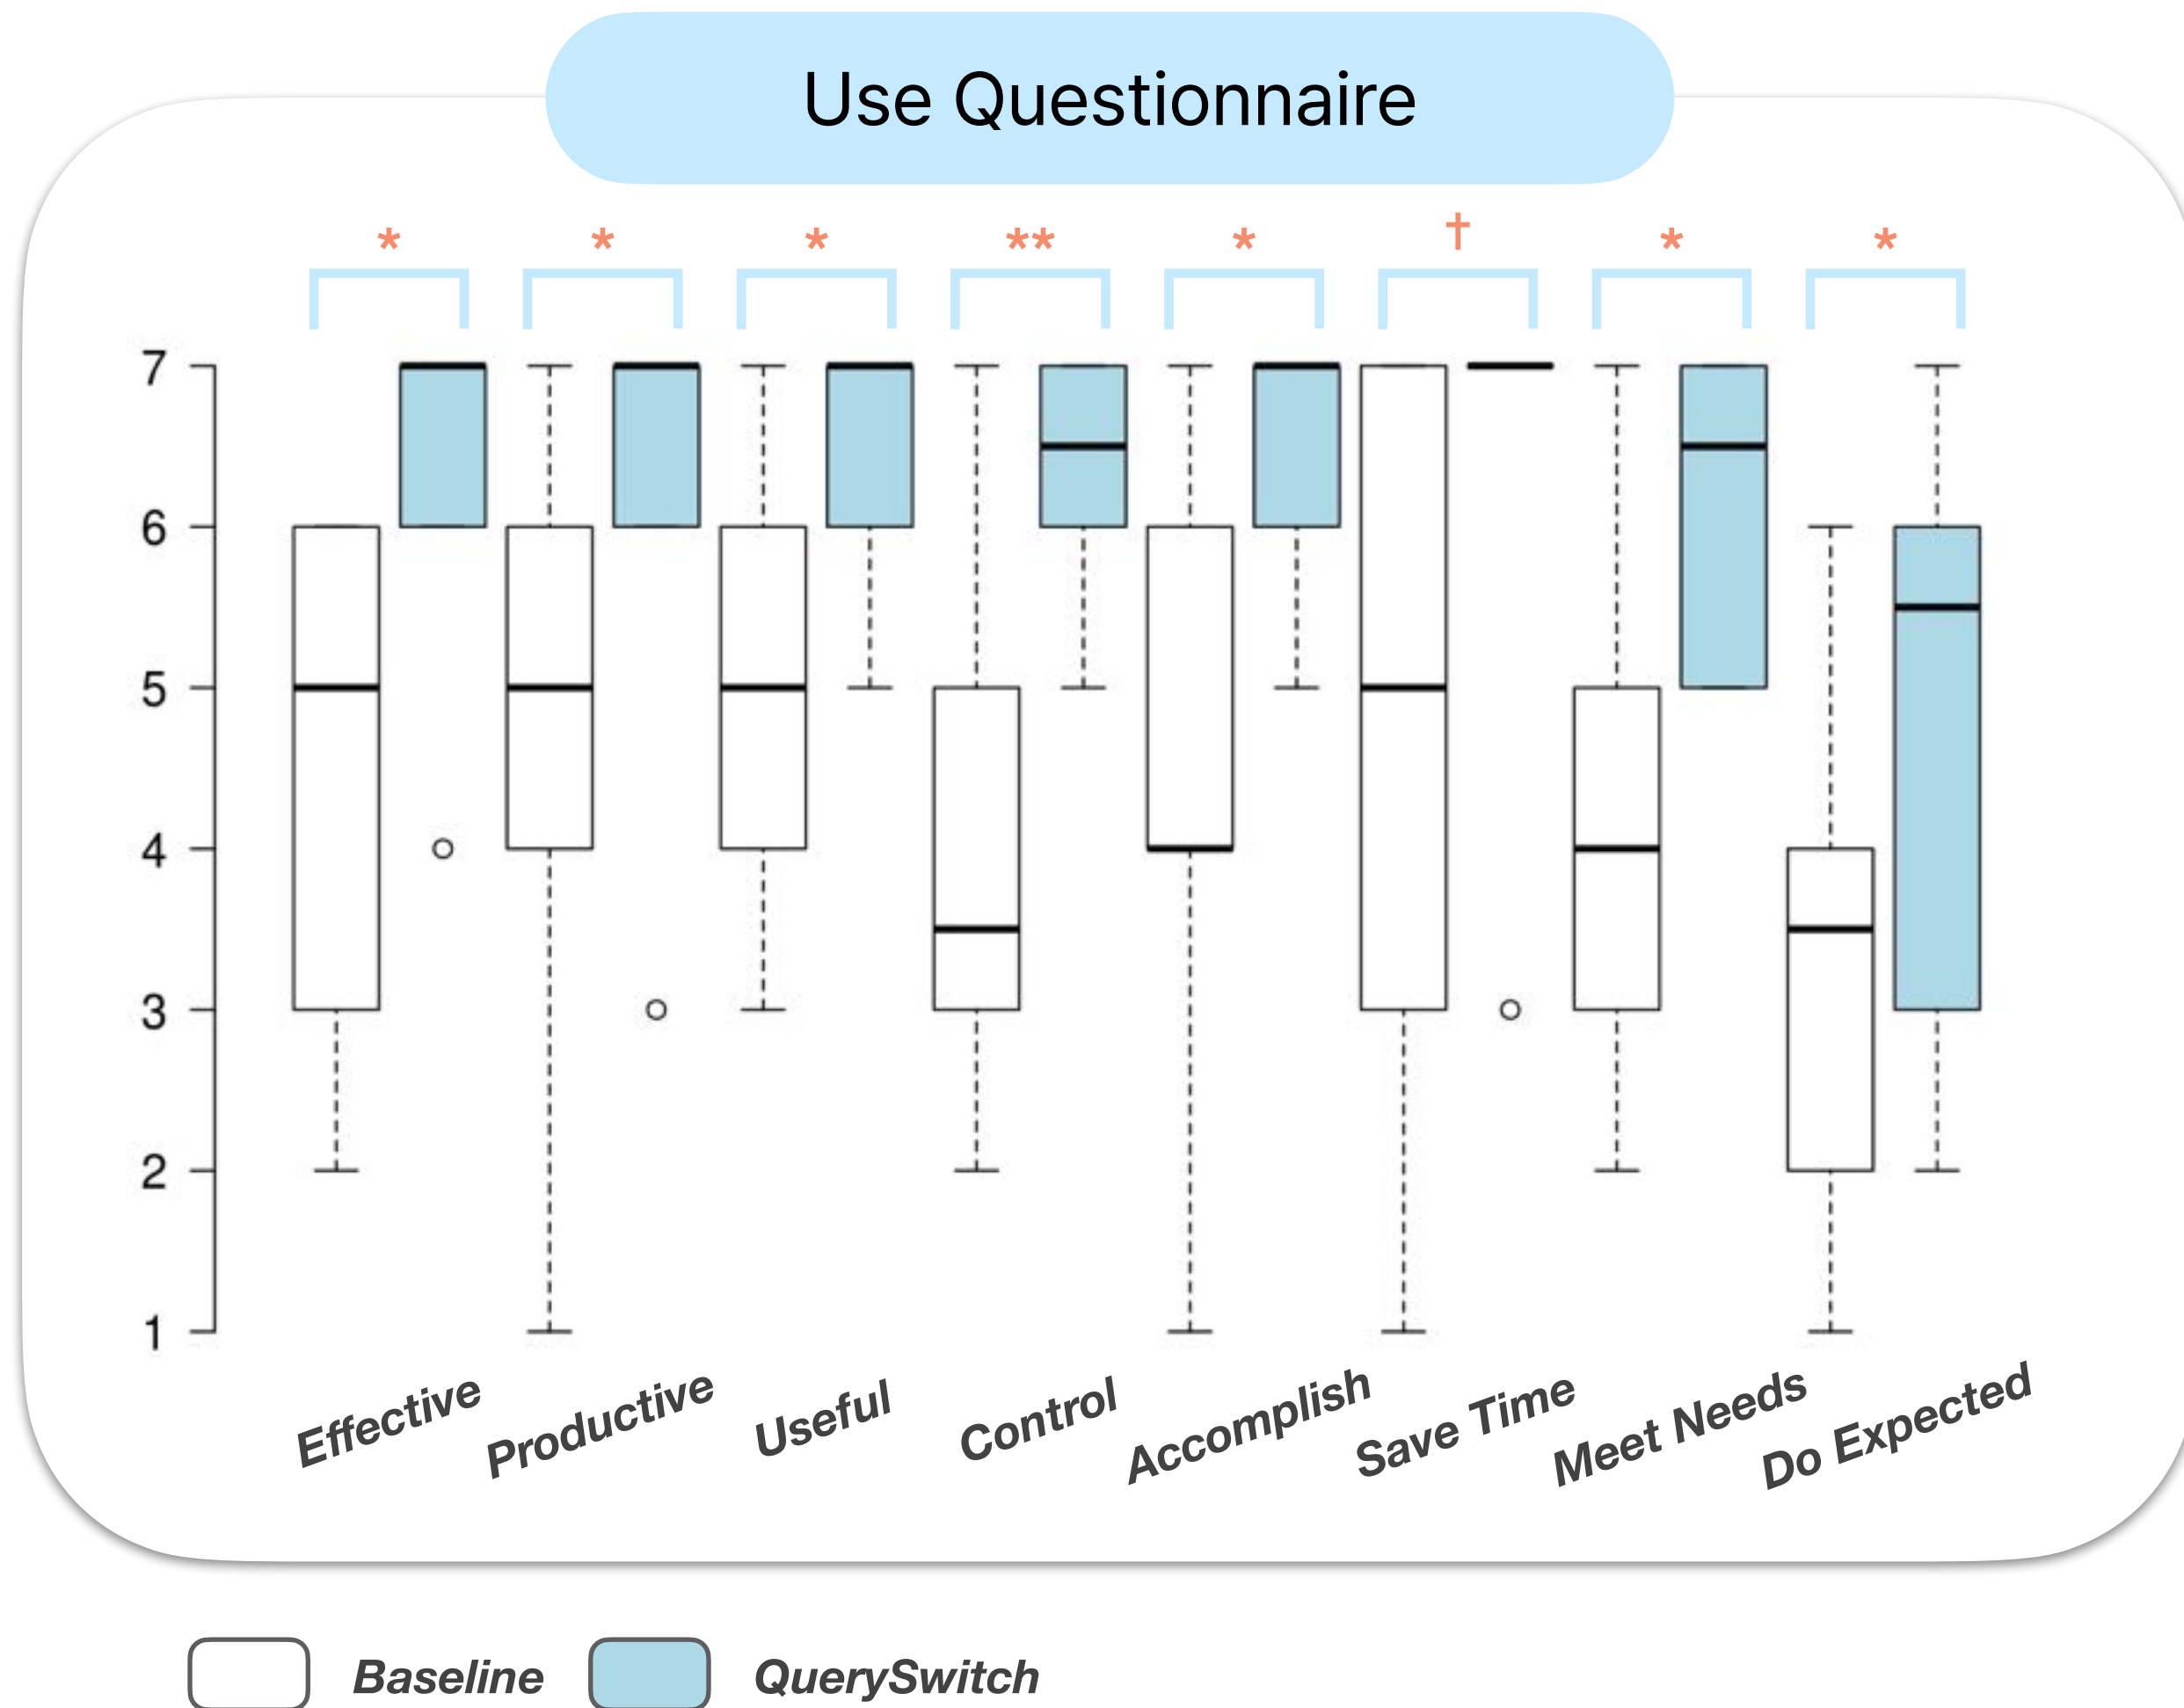 Use Questionnaire
* * * ** * † * *
7
6
5
4
3
2
1
Effective Productive Useful Control Accomplish Save Time Meet Needs Do Expected
Baseline QuerySwitch